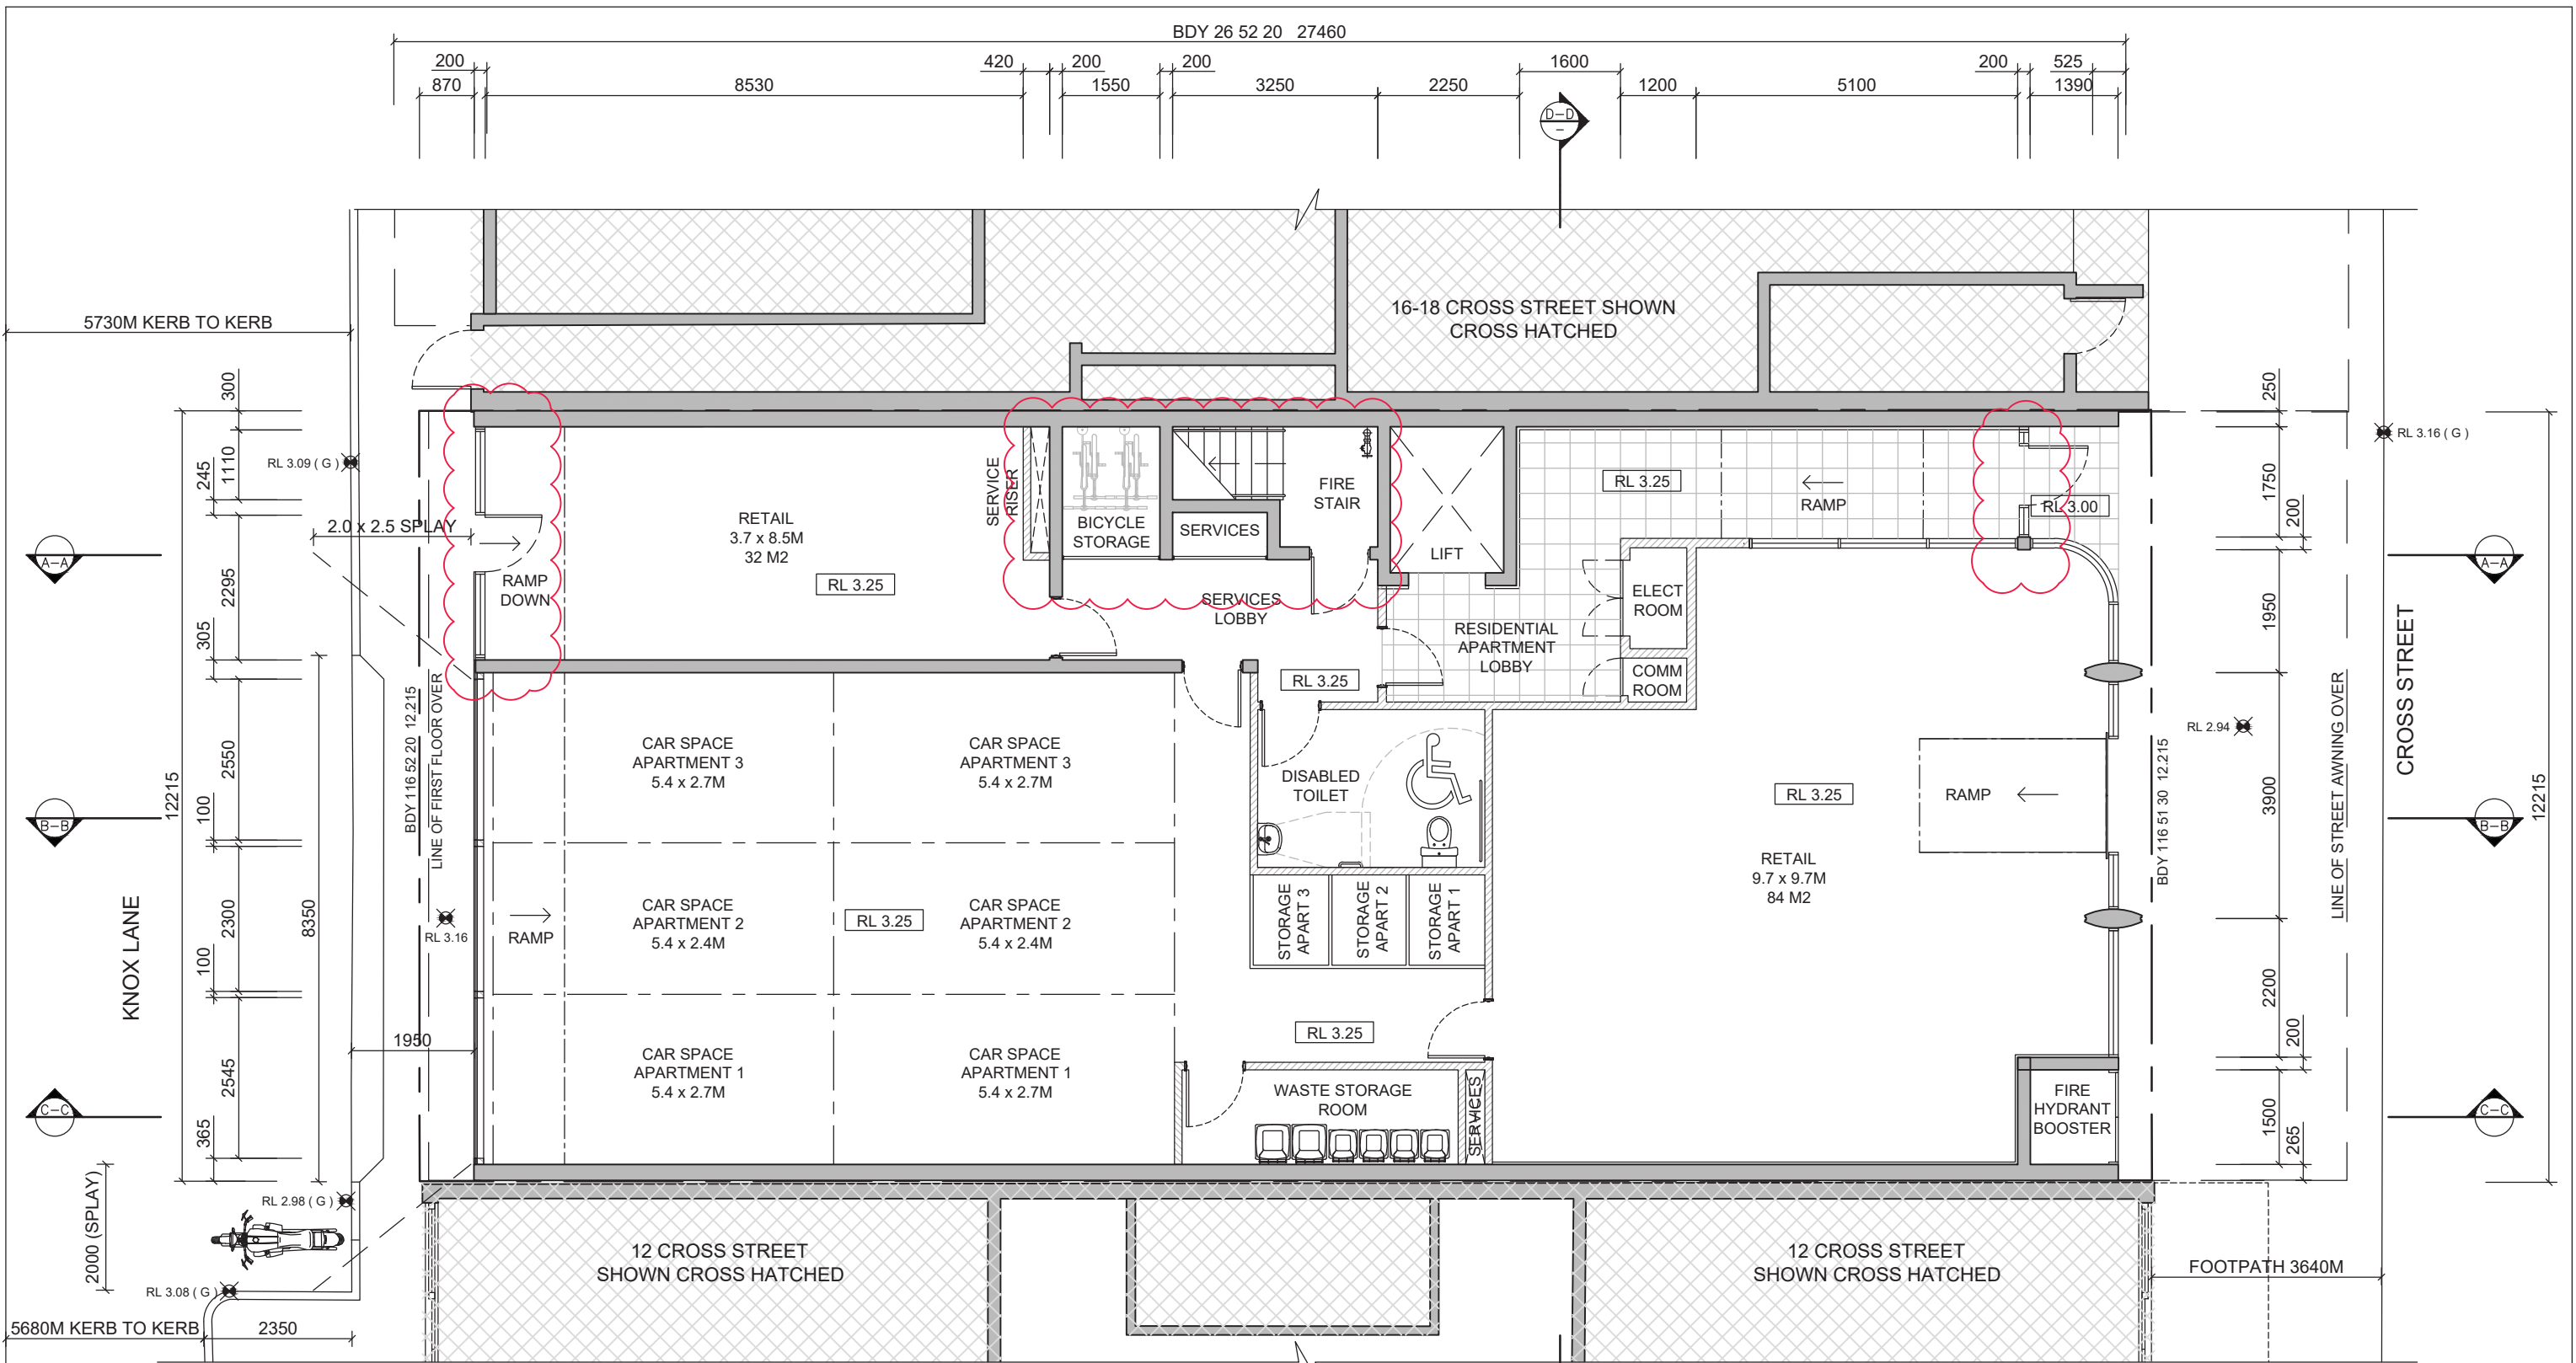 BDY 26 52 20 27460
200
420
200
200
1600
200
525
870
8530
1550
3250
2250
1200
5100
1390
D-D
16-18 CROSS STREET SHOWN
CROSS HATCHED
5730M KERB TO KERB
300
1110
245
2295
305
2550
100
2300
100
2545
365
12215
8350
2000 (SPLAY)
RL 3.09 ( G )
2.0 x 2.5 SPLAY
A-A
B-B
C-C
KNOX LANE
BDY 116 52 20 12.215
LINE OF FIRST FLOOR OVER
RL 3.16
1950
RL 2.98 ( G )
RL 3.08 ( G )
5680M KERB TO KERB
2350
RAMP
DOWN
RETAIL
3.7 x 8.5M
32 M2
RL 3.25
SERVICE
RISER
BICYCLE
STORAGE
SERVICES
FIRE
STAIR
SERVICES
LOBBY
LIFT
RL 3.25
RAMP
RL 3.00
ELECT
ROOM
RESIDENTIAL
APARTMENT
LOBBY
COMM
ROOM
RL 3.25
CAR SPACE
APARTMENT 3
5.4 x 2.7M
CAR SPACE
APARTMENT 3
5.4 x 2.7M
DISABLED
TOILET
RL 3.25
RAMP
RETAIL
9.7 x 9.7M
84 M2
RAMP
CAR SPACE
APARTMENT 2
5.4 x 2.4M
RL 3.25
CAR SPACE
APARTMENT 2
5.4 x 2.4M
STORAGE
APART 3
STORAGE
APART 2
STORAGE
APART 1
RL 3.25
CAR SPACE
APARTMENT 1
5.4 x 2.7M
CAR SPACE
APARTMENT 1
5.4 x 2.7M
WASTE STORAGE
ROOM
SERVICES
FIRE
HYDRANT
BOOSTER
BDY 116 51 30 12.215
250
1750
200
1950
3900
2200
200
1500
265
12215
RL 3.16 ( G )
RL 2.94
LINE OF STREET AWNING OVER
CROSS STREET
A-A
B-B
C-C
12 CROSS STREET
SHOWN CROSS HATCHED
12 CROSS STREET
SHOWN CROSS HATCHED
FOOTPATH 3640M